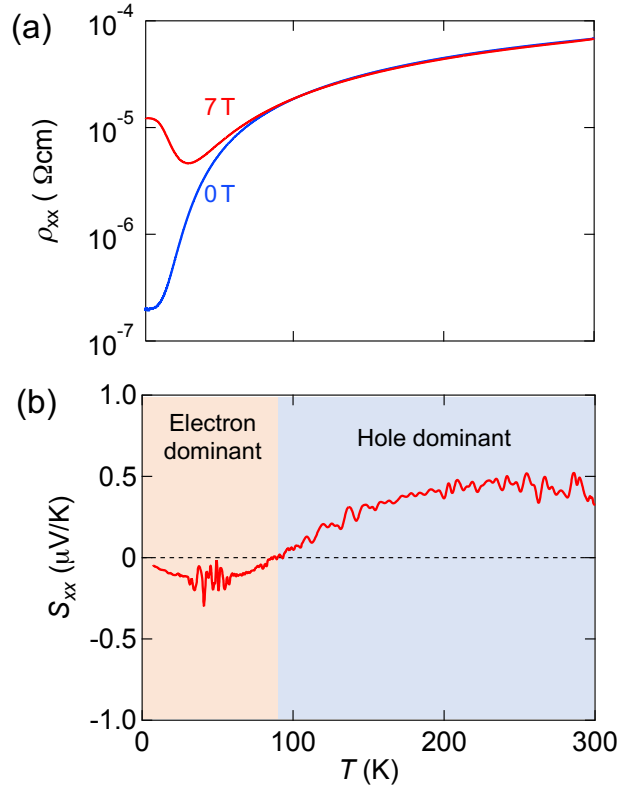 (a)
10⁻⁴
7 T
10⁻⁵
0 T
ρxx ( Ωcm)
10⁻⁶
10⁻⁷
(b)
1.0
Electron
dominant
Hole dominant
0.5
0
Sxx (μV/K)
-0.5
-1.0
0 100 200 300
T (K)